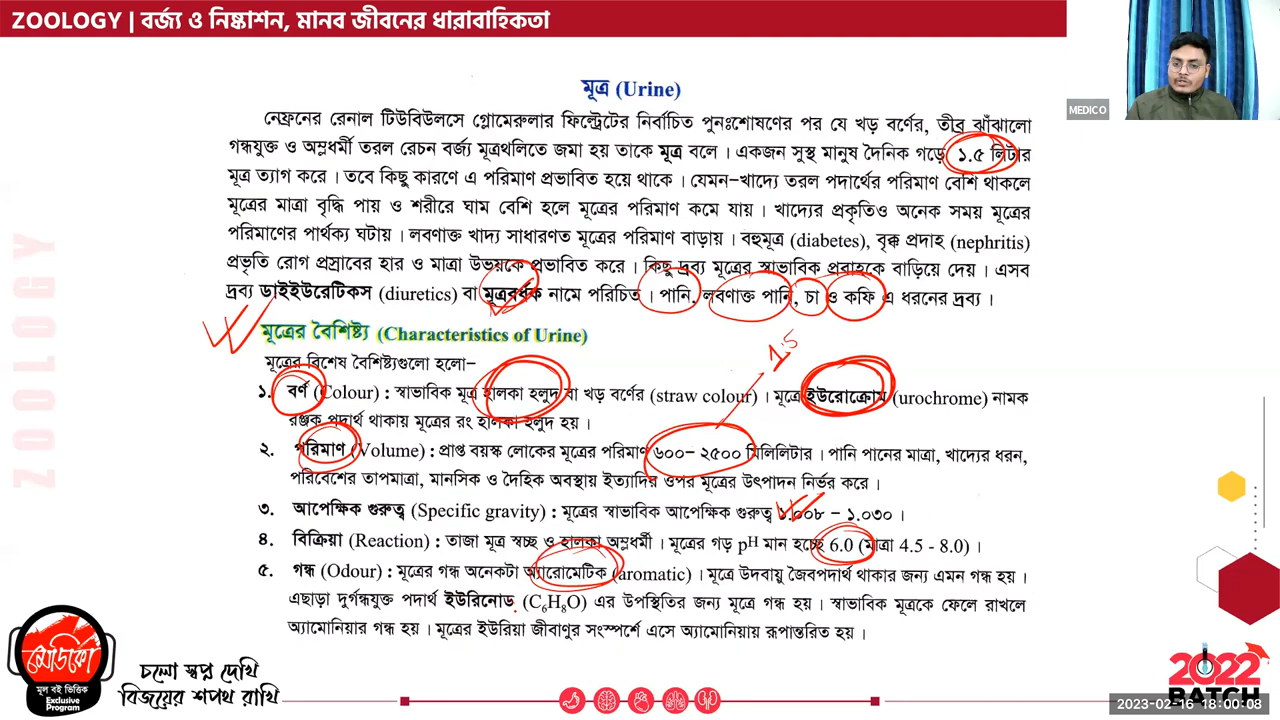 ZOOLOGY | বর্জ্য ও নিষ্কাশন, মানব জীবনের ধারাবাহিকতা
MEDICO
মূত্র (Urine)
নেফ্রনের রেনাল টিউবিউলসে গ্লোমেরুলার ফিল্ট্রেটের নির্বাচিত পুনঃশোষণের পর যে খড় বর্ণের, তীব্র ঝাঁঝালো
গন্ধযুক্ত ও অম্লধর্মী তরল রেচন বর্জ্য মূত্রথলিতে জমা হয় তাকে মূত্র বলে। একজন সুস্থ মানুষ দৈনিক গড়ে ১.৫ লিটার
মূত্র ত্যাগ করে। তবে কিছু কারণে এ পরিমাণ প্রভাবিত হয়ে থাকে। যেমন-খাদ্যে তরল পদার্থের পরিমাণ বেশি থাকলে
মূত্রের মাত্রা বৃদ্ধি পায় ও শরীরে ঘাম বেশি হলে মূত্রের পরিমাণ কমে যায়। খাদ্যের প্রকৃতিও অনেক সময় মূত্রের
পরিমাণের পার্থক্য ঘটায়। লবণাক্ত খাদ্য সাধারণত মূত্রের পরিমাণ বাড়ায়। বহুমূত্র (diabetes), বৃক্ক প্রদাহ (nephritis)
প্রভৃতি রোগ প্রস্রাবের হার ও মাত্রা উভয়কে প্রভাবিত করে। কিছু দ্রব্য মূত্রের স্বাভাবিক প্রবাহকে বাড়িয়ে দেয়। এসব
দ্রব্য ডাইইউরেটিকস (diuretics) বা মূত্রবর্ধক নামে পরিচিত। পানি, লবণাক্ত পানি, চা ও কফি এ ধরনের দ্রব্য।
মূত্রের বৈশিষ্ট্য (Characteristics of Urine)
মূত্রের বিশেষ বৈশিষ্ট্যগুলো হলো-
1.5
১. বর্ণ (Colour) : স্বাভাবিক মূত্র হালকা হলুদ বা খড় বর্ণের (straw colour)। মূত্রে ইউরোক্রোম (urochrome) নামক
রঞ্জক পদার্থ থাকায় মূত্রের রং হালকা হলুদ হয়।
২. পরিমাণ (Volume) : প্রাপ্ত বয়স্ক লোকের মূত্রের পরিমাণ ৬০০– ২৫০০ মিলিলিটার। পানি পানের মাত্রা, খাদ্যের ধরন,
পরিবেশের তাপমাত্রা, মানসিক ও দৈহিক অবস্থায় ইত্যাদির ওপর মূত্রের উৎপাদন নির্ভর করে।
৩. আপেক্ষিক গুরুত্ব (Specific gravity) : মূত্রের স্বাভাবিক আপেক্ষিক গুরুত্ব ১.০০৮ – ১.০৩০।
৪. বিক্রিয়া (Reaction) : তাজা মূত্র স্বচ্ছ ও হালকা অম্লধর্মী। মূত্রের গড় pH মান হচ্ছে 6.0 (মাত্রা 4.5 - 8.0)।
৫. গন্ধ (Odour) : মূত্রের গন্ধ অনেকটা অ্যারোমেটিক (aromatic)। মূত্রে উদবায়ু জৈবপদার্থ থাকার জন্য এমন গন্ধ হয়।
এছাড়া দুর্গন্ধযুক্ত পদার্থ ইউরিনোড (C₆H₈O) এর উপস্থিতির জন্য মূত্রে গন্ধ হয়। স্বাভাবিক মূত্রকে ফেলে রাখলে
অ্যামোনিয়ার গন্ধ হয়। মূত্রের ইউরিয়া জীবাণুর সংস্পর্শে এসে অ্যামোনিয়ায় রূপান্তরিত হয়।
ZOOLOGY
মেডিকো
মূল বই ভিত্তিক
Exclusive
Program
চলো স্বপ্ন দেখি
বিজয়ের শপথ রাখি
2022
BATCH
2023-02-16 18:00:08